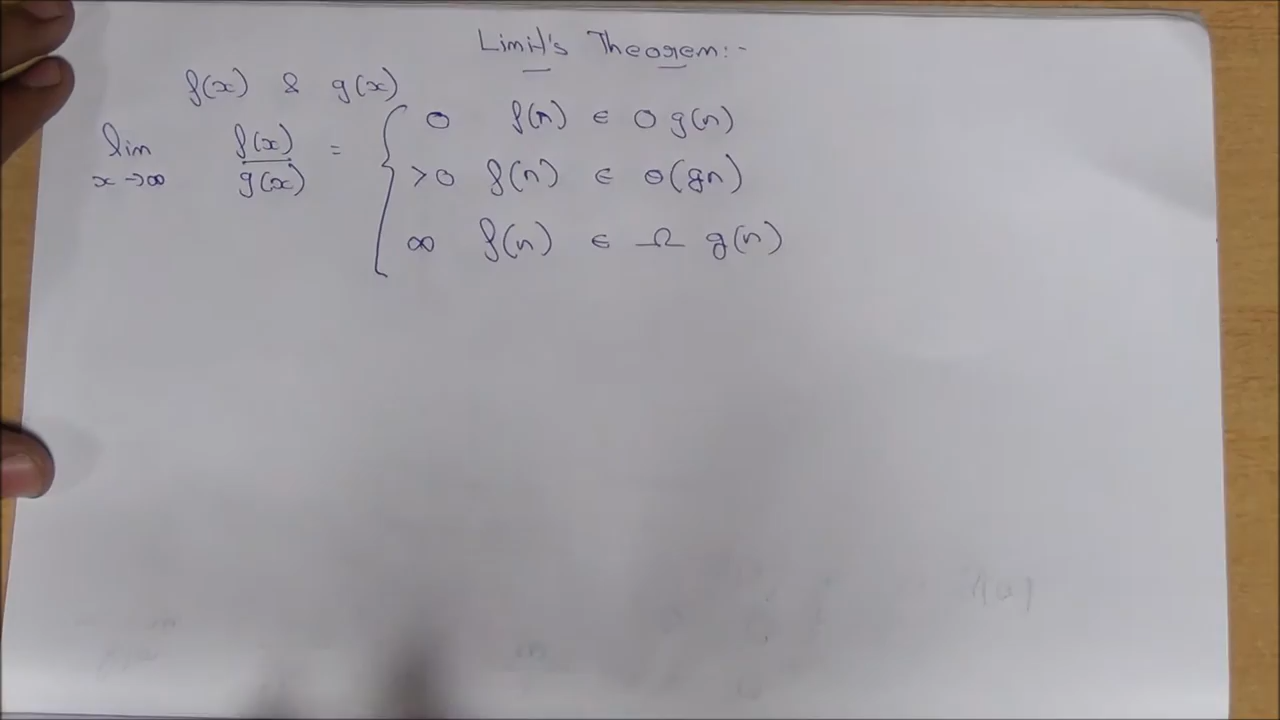 Limit's Theorem:-
f(x) & g(x)
lim x→∞ f(x)/g(x) = { 0 f(n) ∈ O g(n)
>0 f(n) ∈ θ(gn)
∞ f(n) ∈ Ω g(n)